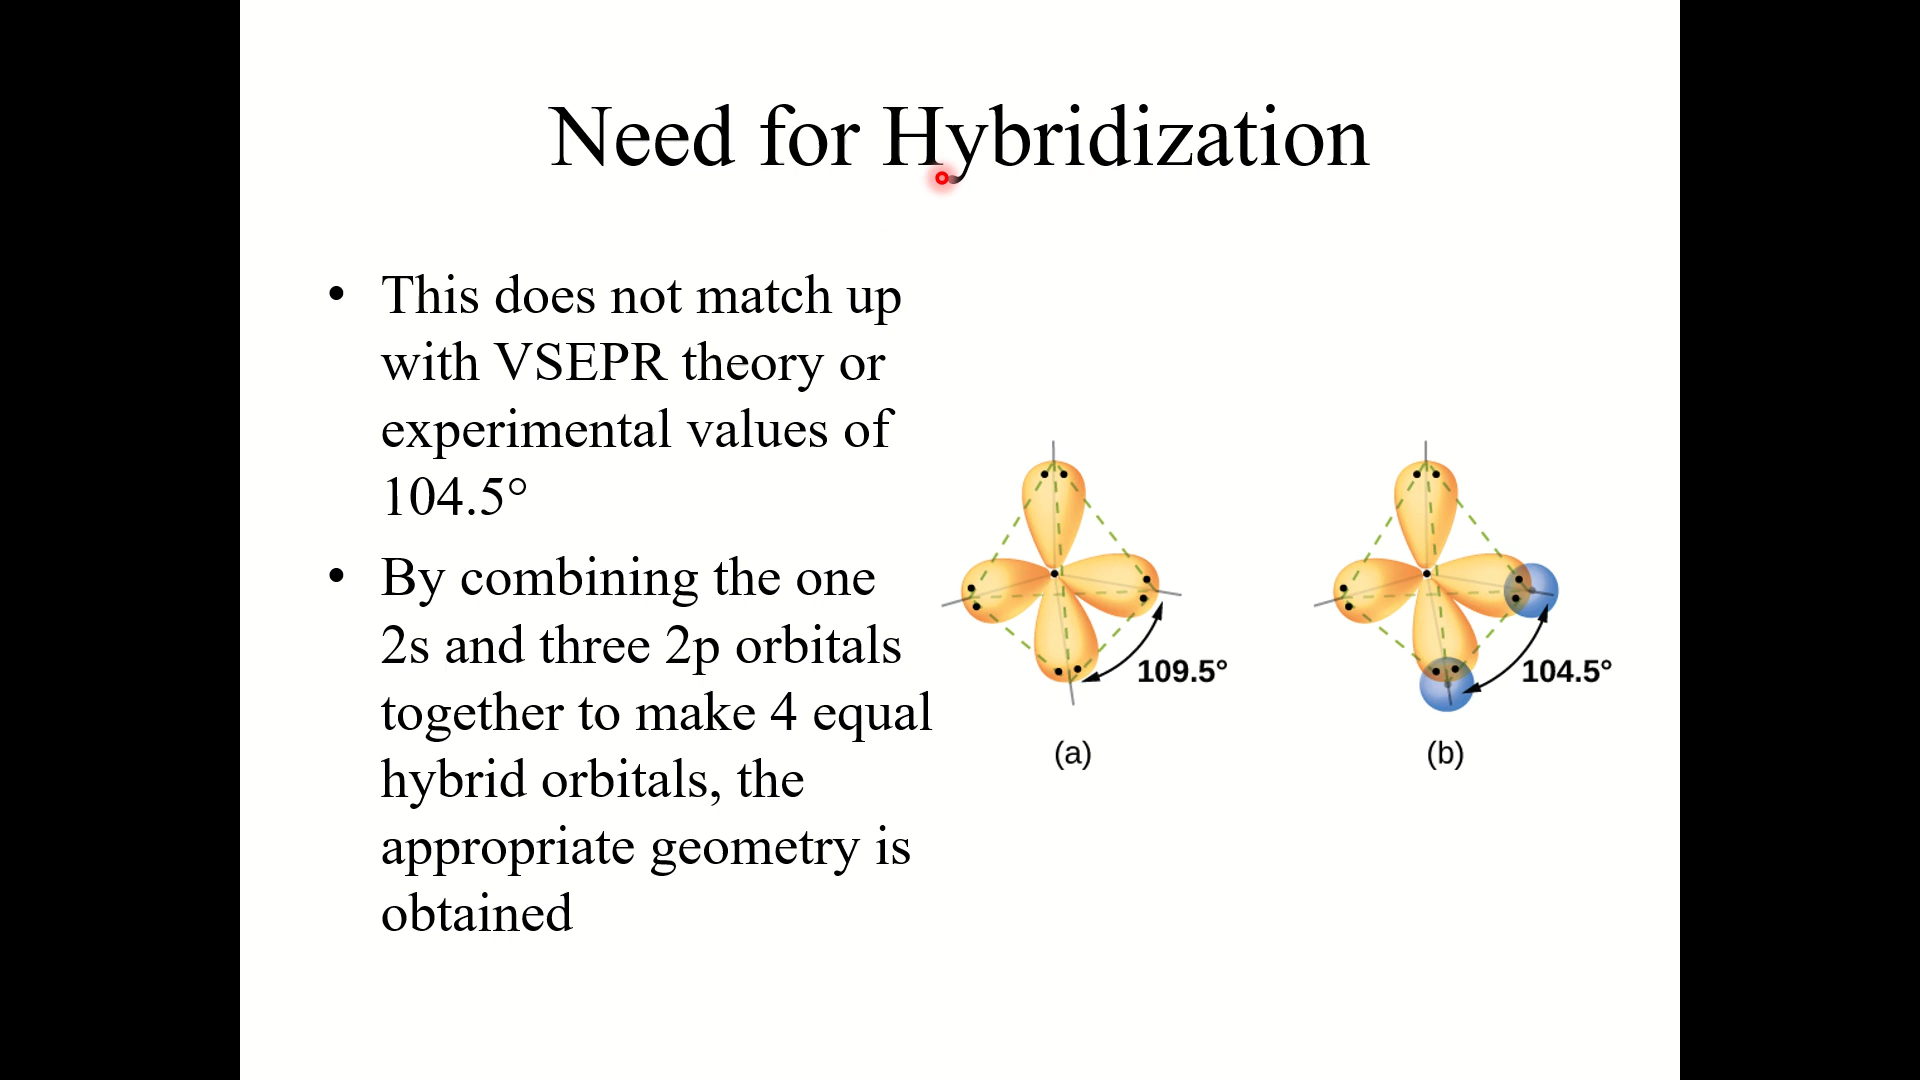 Need for Hybridization
• This does not match up
with VSEPR theory or
experimental values of
104.5°
• By combining the one
2s and three 2p orbitals
together to make 4 equal
hybrid orbitals, the
appropriate geometry is
obtained
109.5°
(a)
104.5°
(b)